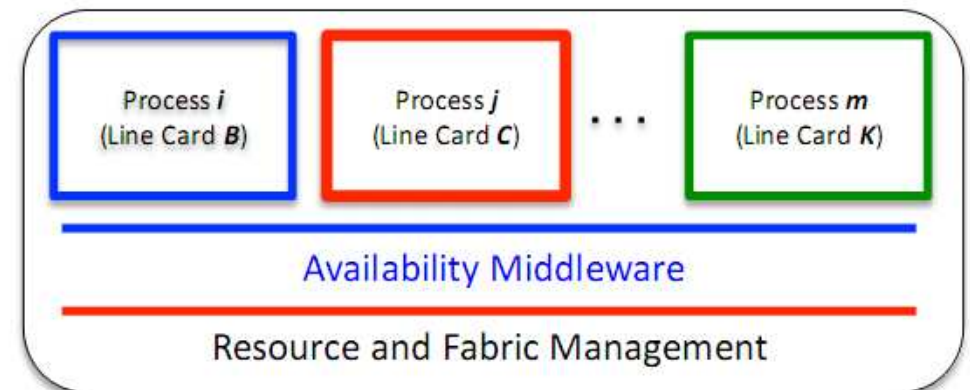 Process i
(Line Card B)
Process j
(Line Card C)
...
Process m
(Line Card K)
Availability Middleware
Resource and Fabric Management